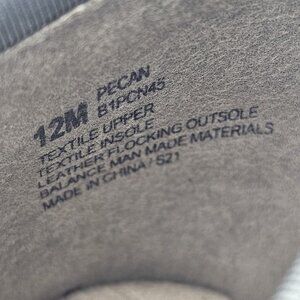 12M PECAN
B1PCN45
TEXTILE UPPER
TEXTILE INSOLE
LEATHER FLOCKING OUTSOLE
BALANCE MAN MADE MATERIALS
MADE IN CHINA / S21